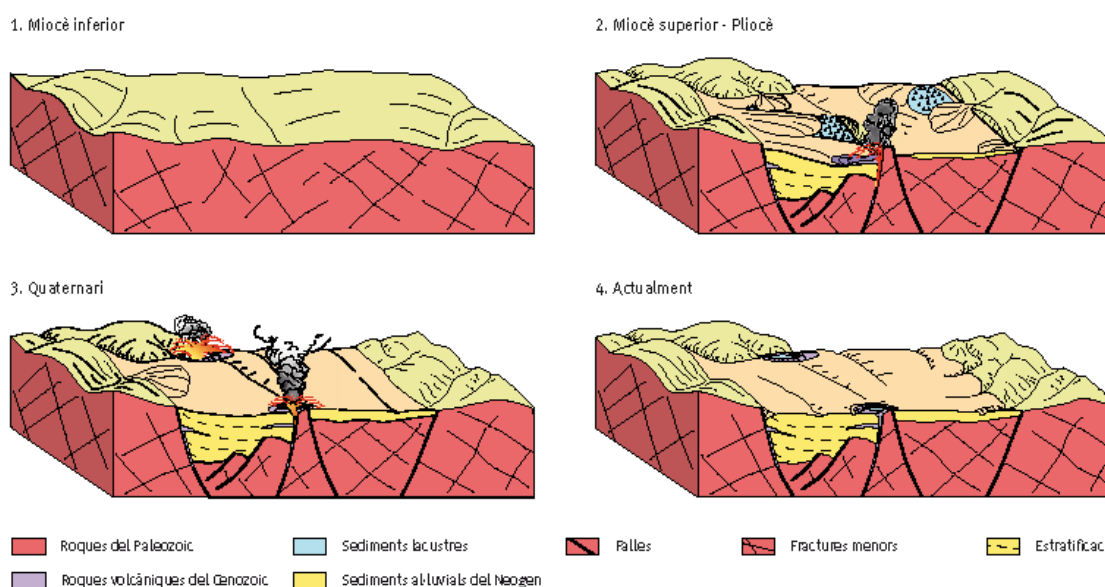 1. Miocè inferior
2. Miocè superior - Pliocè
3. Quaternari
4. Actualment
Roques del Paleozoic
Sediments lacustres
Falles
Fractures menors
Estratificac
Roques volcàniques del Cenozoic
Sediments al·luvials del Neogen